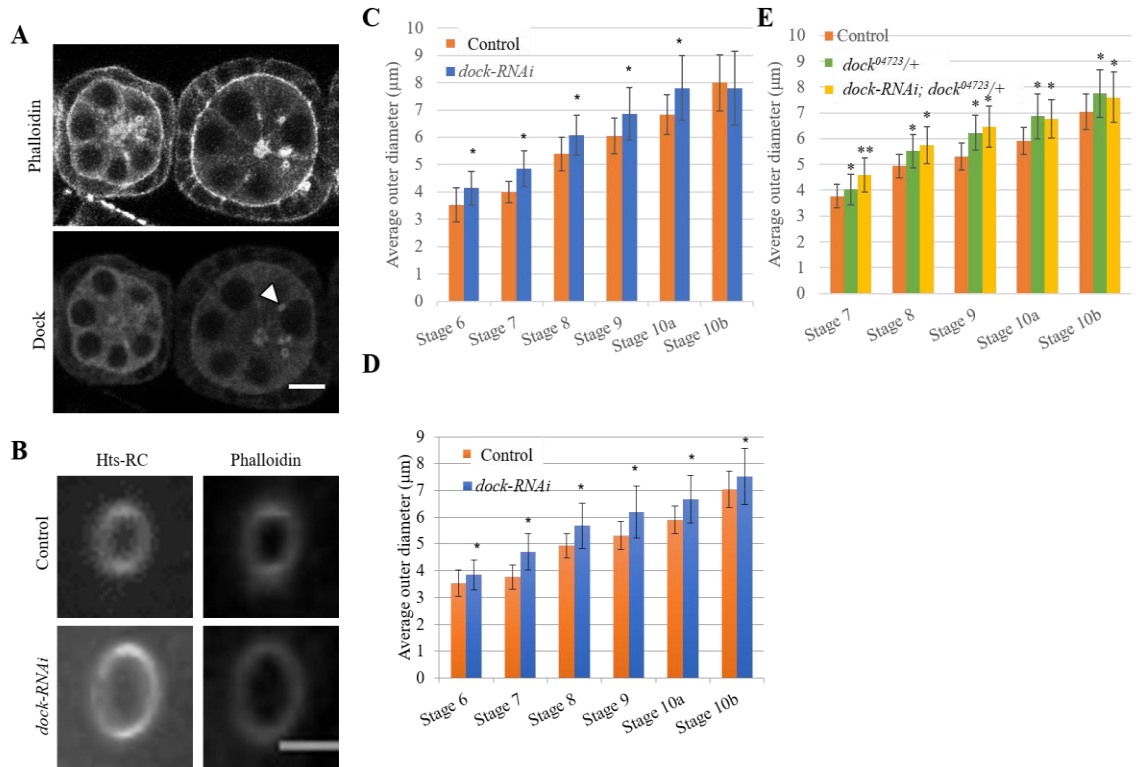 A
Phalloidin
Dock
B
Hts-RC Phalloidin
Control
dock-RNAi
C
Average outer diameter (µm)
10
9
8
7
6
5
4
3
2
1
0
Control
dock-RNAi
* * * * *
Stage 6 Stage 7 Stage 8 Stage 9 Stage 10a Stage 10b
D
Average outer diameter (µm)
9
8
7
6
5
4
3
2
1
0
Control
dock-RNAi
* * * * * *
Stage 6 Stage 7 Stage 8 Stage 9 Stage 10a Stage 10b
E
Average outer diameter (µm)
10
9
8
7
6
5
4
3
2
1
0
Control
dock⁰⁴⁷²³/+
dock-RNAi; dock⁰⁴⁷²³/+
* ** * * * * * * * *
Stage 7 Stage 8 Stage 9 Stage 10a Stage 10b